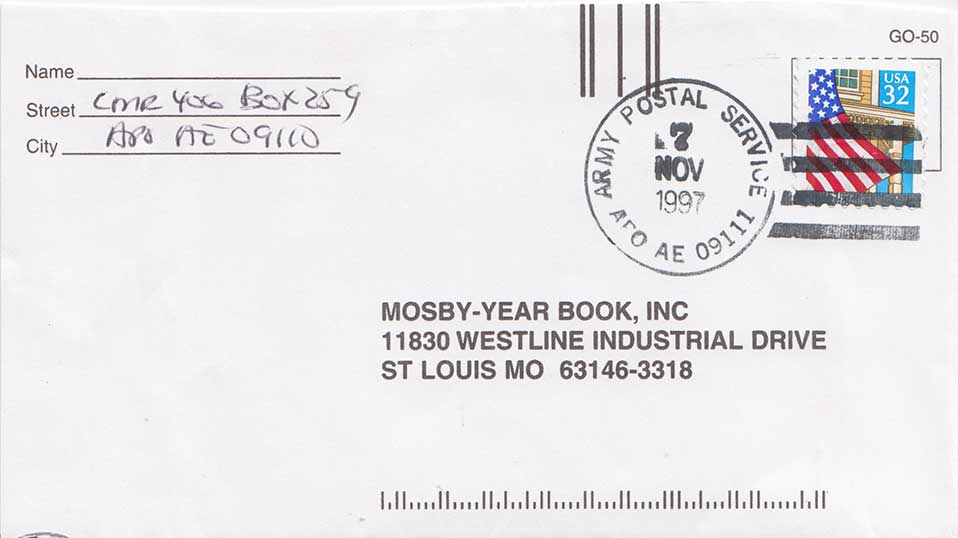 GO-50
Name
Street CMR 406 BOX 259
City APO AE 09110
USA
32
ARMY POSTAL SERVICE
7
NOV
1997
APO AE 09111
MOSBY-YEAR BOOK, INC
11830 WESTLINE INDUSTRIAL DRIVE
ST LOUIS MO 63146-3318